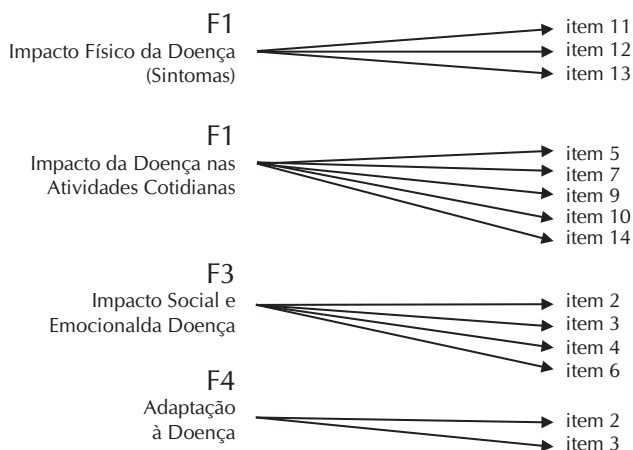 F1
Impacto Físico da Doença
(Sintomas)
item 11
item 12
item 13
F1
Impacto da Doença nas
Atividades Cotidianas
item 5
item 7
item 9
item 10
item 14
F3
Impacto Social e
Emocionalda Doença
item 2
item 3
item 4
item 6
F4
Adaptação
à Doença
item 2
item 3